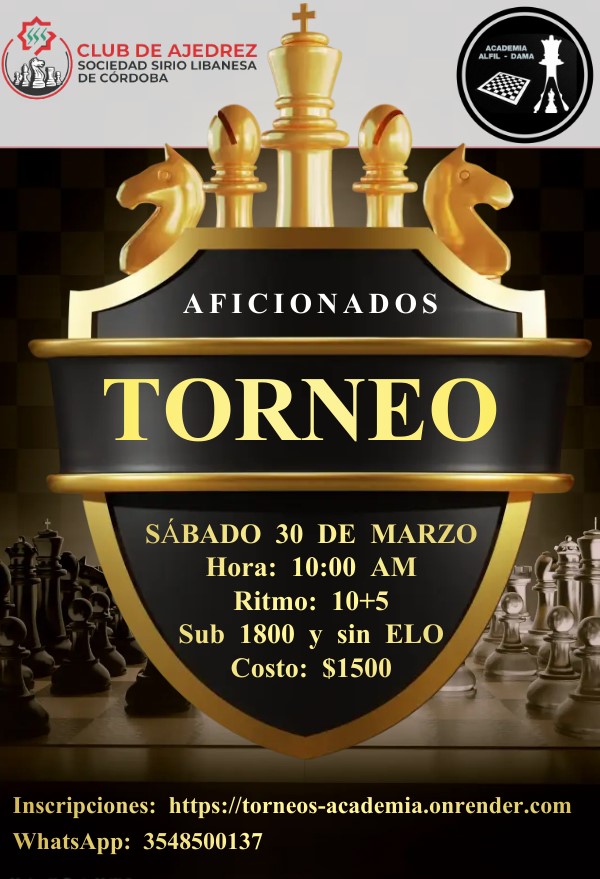 CLUB DE AJEDREZ
SOCIEDAD SIRIO LIBANESA
DE CÓRDOBA
ACADEMIA
ALFIL - DAMA
AFICIONADOS
TORNEO
SÁBADO 30 DE MARZO
Hora: 10:00 AM
Ritmo: 10+5
Sub 1800 y sin ELO
Costo: $1500
Inscripciones: https://torneos-academia.onrender.com
WhatsApp: 3548500137